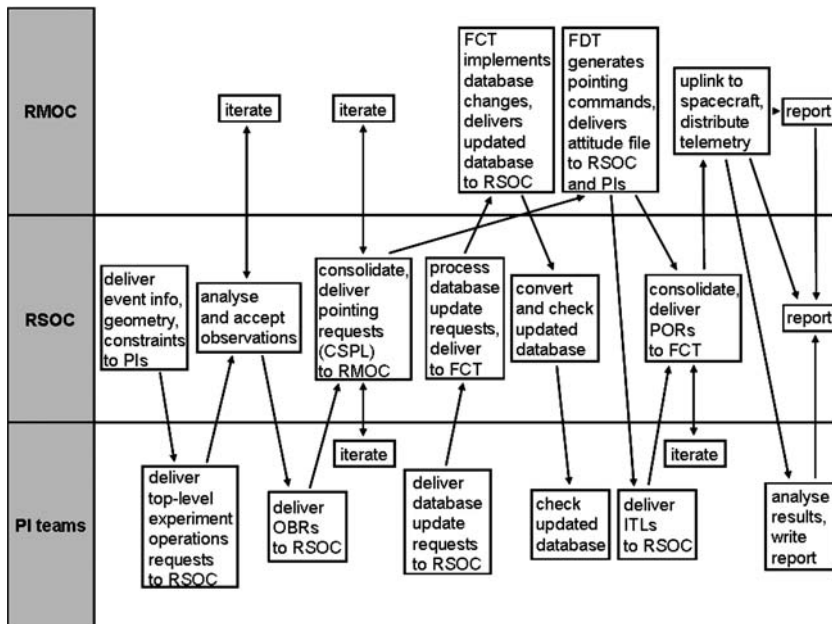 RMOC
iterate
iterate
FCT
implements
database
changes,
delivers
updated
database
to RSOC
FDT
generates
pointing
commands,
delivers
attitude file
to RSOC
and PIs
uplink to
spacecraft,
distribute
telemetry
report
RSOC
deliver
event info,
geometry,
constraints
to PIs
analyse
and accept
observations
consolidate,
deliver
pointing
requests
(CSPL)
to RMOC
process
database
update
requests,
deliver
to FCT
convert
and check
updated
database
consolidate,
deliver
PORs
to FCT
report
PI teams
deliver
top-level
experiment
operations
requests
to RSOC
deliver
OBRs
to RSOC
iterate
deliver
database
update
requests
to RSOC
check
updated
database
deliver
ITLs
to RSOC
iterate
analyse
results,
write
report